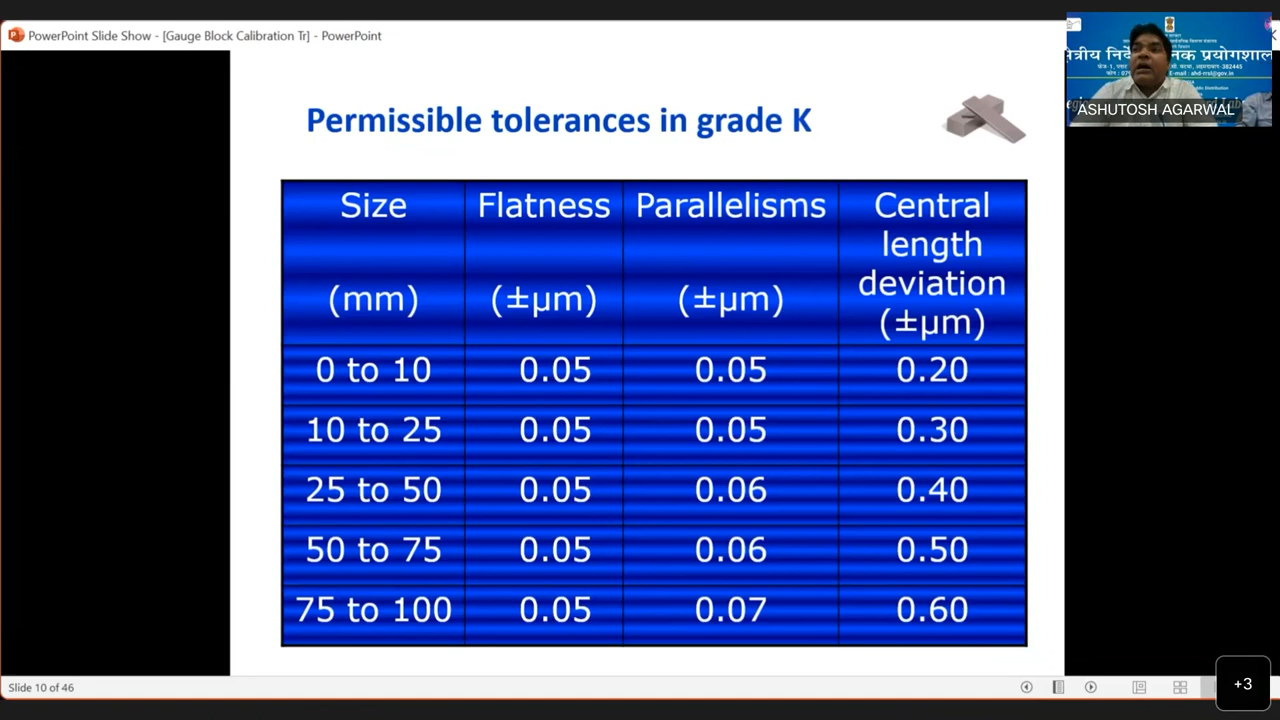 PowerPoint Slide Show - [Gauge Block Calibration Tr] - PowerPoint
Permissible tolerances in grade K
Size (mm) Flatness (±µm) Parallelisms (±µm) Central length deviation (±µm)
0 to 10 0.05 0.05 0.20
10 to 25 0.05 0.05 0.30
25 to 50 0.05 0.06 0.40
50 to 75 0.05 0.06 0.50
75 to 100 0.05 0.07 0.60
Slide 10 of 46
ASHUTOSH AGARWAL
+3